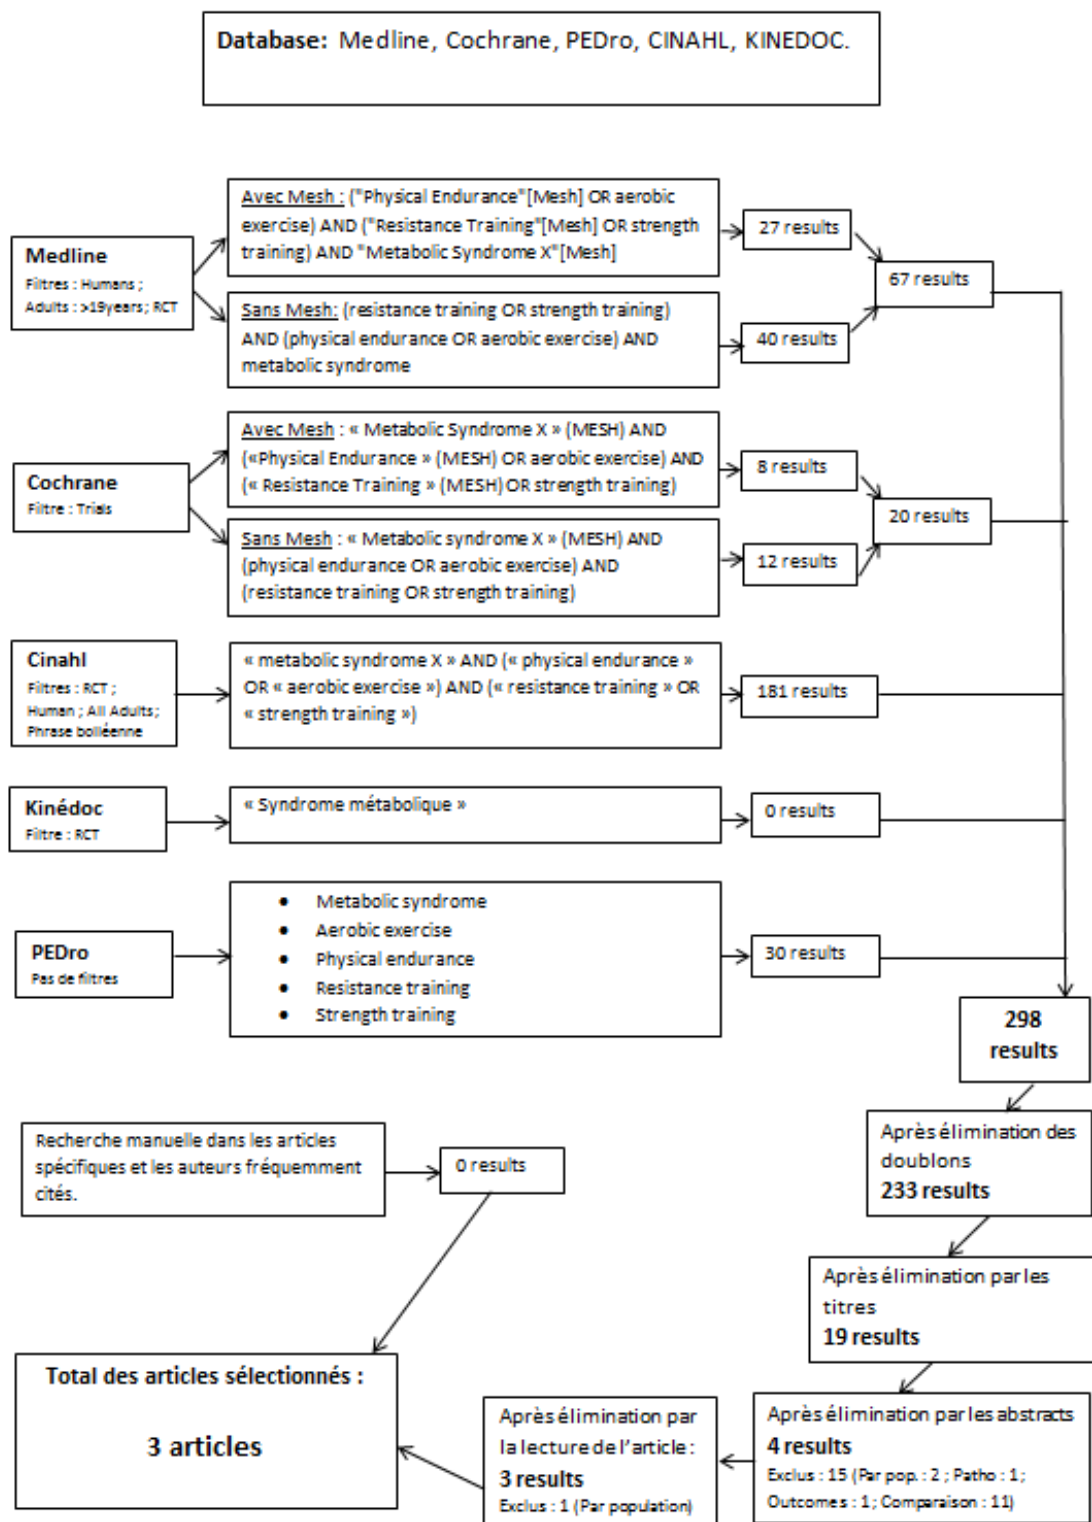 Database: Medline, Cochrane, PEDro, CINAHL, KINEDOC.
Medline
Filtres : Humans ;
Adults : >19years ; RCT
Avec Mesh : ("Physical Endurance"[Mesh] OR aerobic
exercise) AND ("Resistance Training"[Mesh] OR strength
training) AND "Metabolic Syndrome X"[Mesh]
27 results
Sans Mesh: (resistance training OR strength training)
AND (physical endurance OR aerobic exercise) AND
metabolic syndrome
40 results
67 results
Cochrane
Filtre : Trials
Avec Mesh : « Metabolic Syndrome X » (MESH) AND
(«Physical Endurance » (MESH) OR aerobic exercise) AND
(« Resistance Training » (MESH) OR strength training)
8 results
Sans Mesh : « Metabolic syndrome X » (MESH) AND
(physical endurance OR aerobic exercise) AND
(resistance training OR strength training)
12 results
20 results
Cinahl
Filtres : RCT ;
Human ; All Adults ;
Phrase bolléenne
« metabolic syndrome X » AND (« physical endurance »
OR « aerobic exercise ») AND (« resistance training » OR
« strength training »)
181 results
Kinédoc
Filtre : RCT
« Syndrome métabolique »
0 results
PEDro
Pas de filtres
• Metabolic syndrome
• Aerobic exercise
• Physical endurance
• Resistance training
• Strength training
30 results
298
results
Après élimination des
doublons
233 results
Après élimination par les
titres
19 results
Après élimination par les abstracts
4 results
Exclus : 15 (Par pop. : 2 ; Patho : 1 ;
Outcomes : 1 ; Comparaison : 11)
Après élimination par
la lecture de l'article :
3 results
Exclus : 1 (Par population)
Recherche manuelle dans les articles
spécifiques et les auteurs fréquemment
cités.
0 results
Total des articles sélectionnés :
3 articles